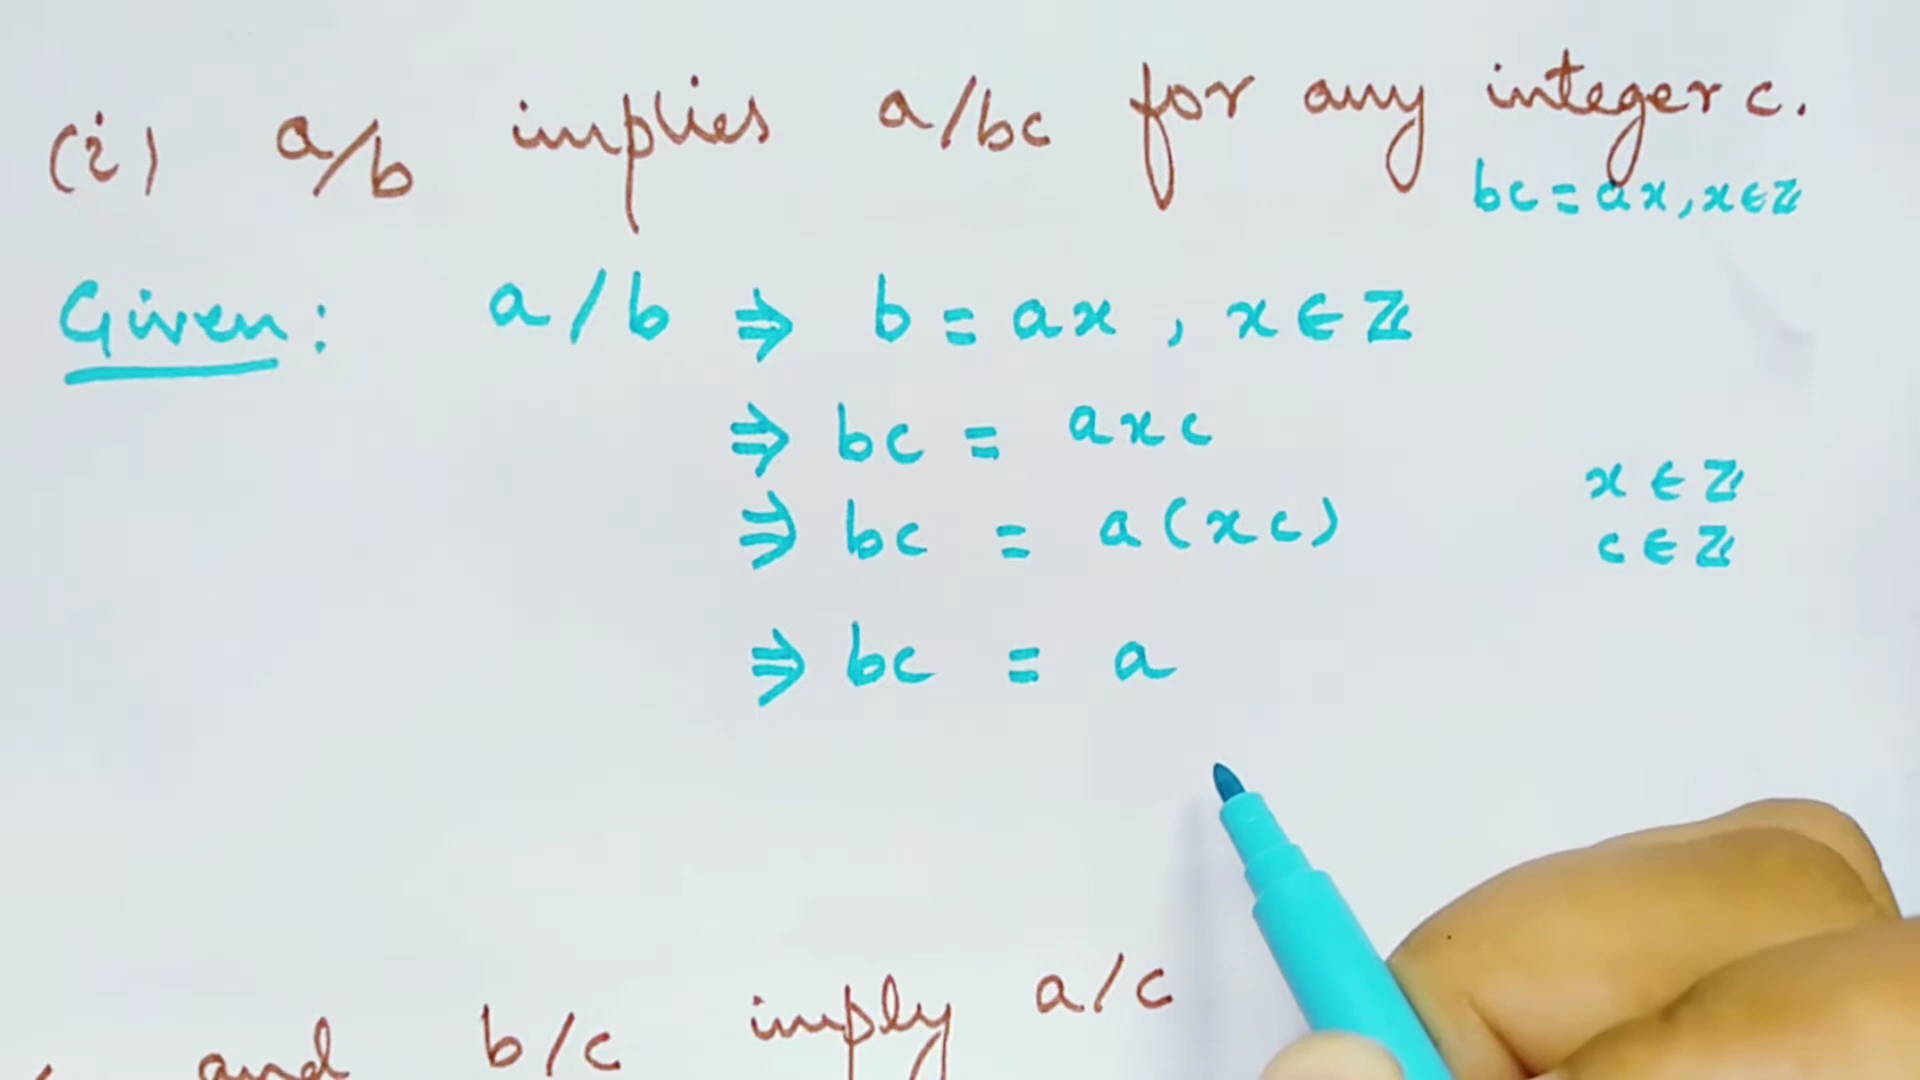 (i) a/b implies a/bc for any integer c.
bc = ax, x ∈ ℤ
Given: a/b ⇒ b = ax, x ∈ ℤ
⇒ bc = axc
⇒ bc = a(xc)
x ∈ ℤ
c ∈ ℤ
⇒ bc = a
and b/c imply a/c